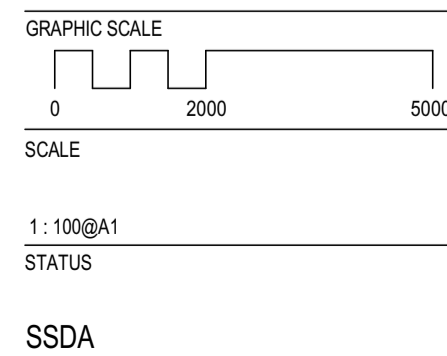 GRAPHIC SCALE
0 2000 5000
SCALE
1 : 100@A1
STATUS
SSDA